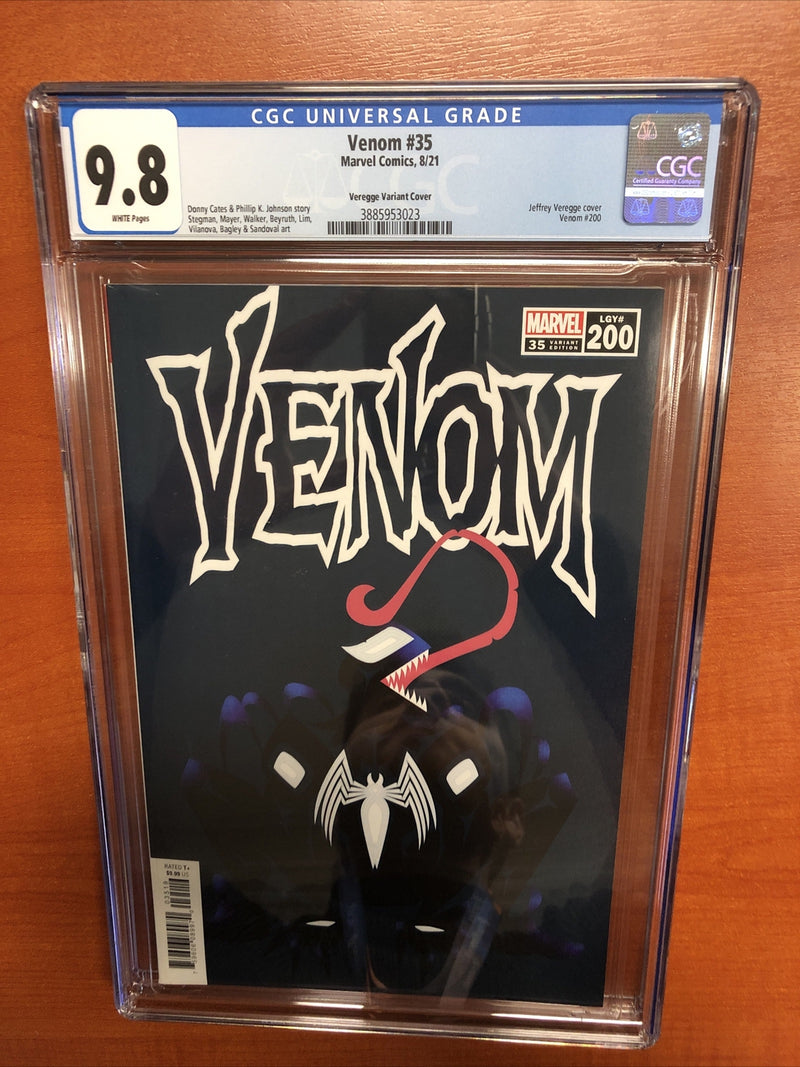 CGC UNIVERSAL GRADE
9.8
WHITE Pages
Venom #35
Marvel Comics, 8/21
Veregge Variant Cover
3885953023
Donny Cates & Phillip K. Johnson story
Stegman, Mayer, Walker, Beyruth, Lim,
Vilanova, Bagley & Sandoval art
Jeffrey Veregge cover
Venom #200
CGC
Certified Guaranty Company
MARVEL
35 VARIANT EDITION
LGY#
200
VENOM
RATED T+
$9.99 US
03519